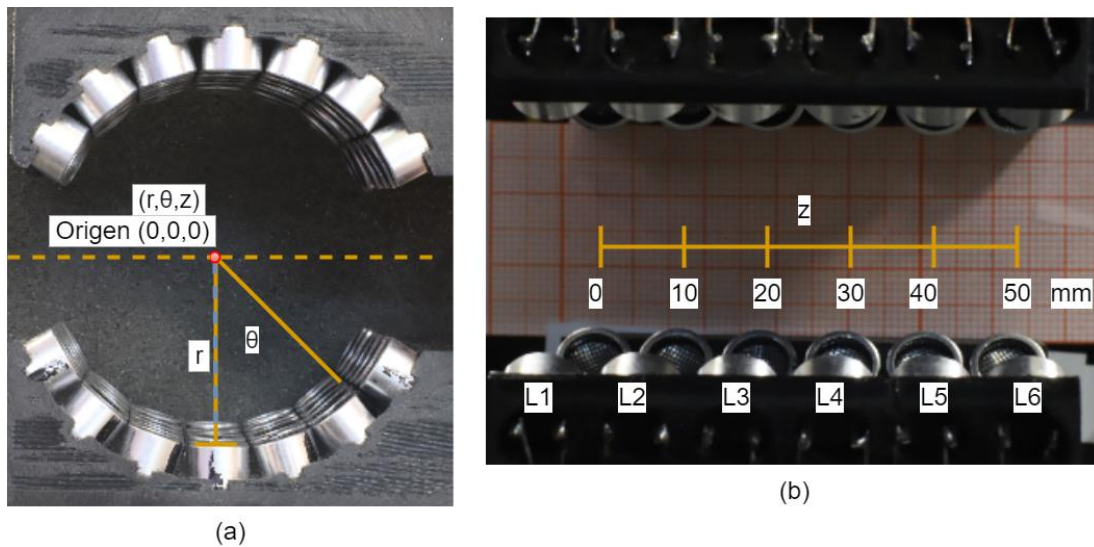 (r,θ,z)
Origen (0,0,0)
r
θ
(a)
z
0 10 20 30 40 50 mm
L1 L2 L3 L4 L5 L6
(b)